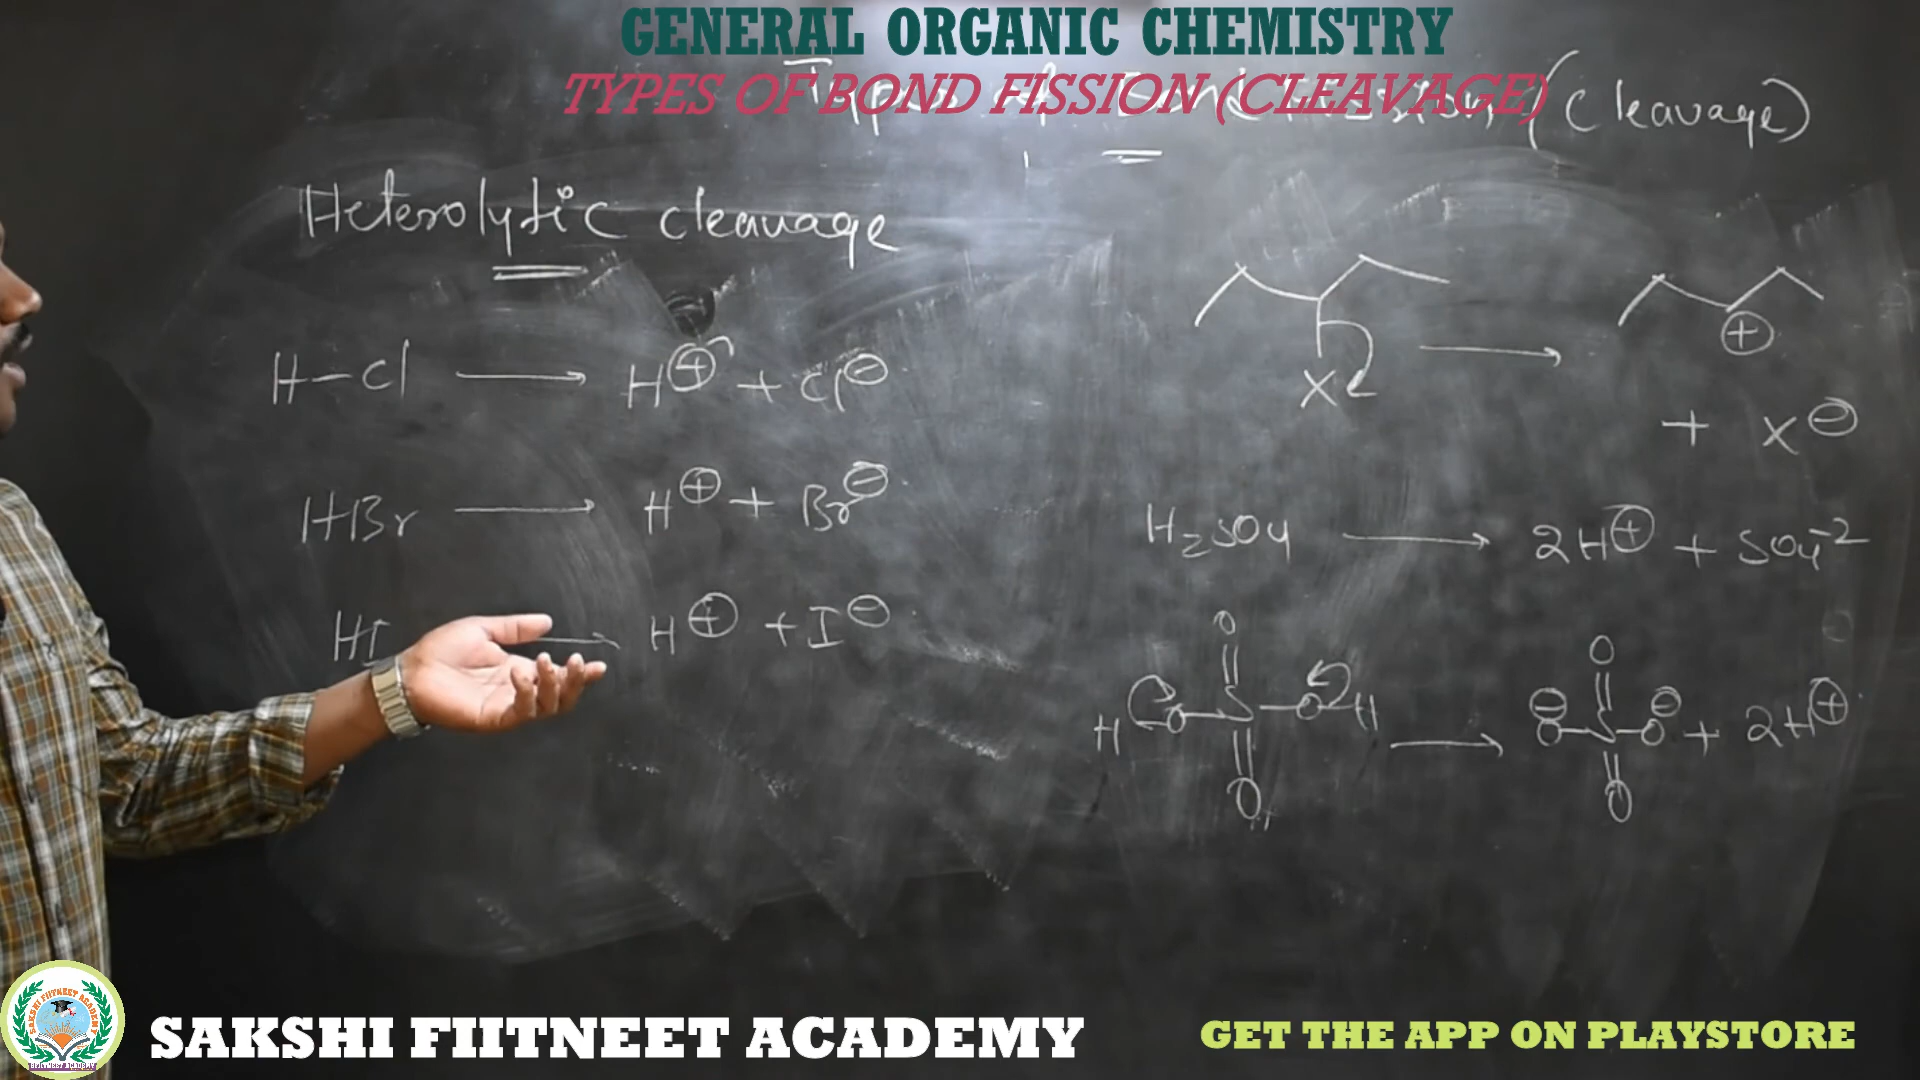 GENERAL ORGANIC CHEMISTRY
TYPES OF BOND FISSION (CLEAVAGE)
(Cleavage)
Heterolytic cleavage
H-Cl ⟶ H⊕ + Cl⊖
HBr ⟶ H⊕ + Br⊖
HI ⟶ H⊕ + I⊖
X ⟶ ⊕
+ X⊖
H₂SO₄ ⟶ 2H⊕ + SO₄⁻²
O O
H O S O H ⟶ ⊖O S O⊖ + 2H⊕
O O
SAKSHI FIITNEET ACADEMY
GET THE APP ON PLAYSTORE